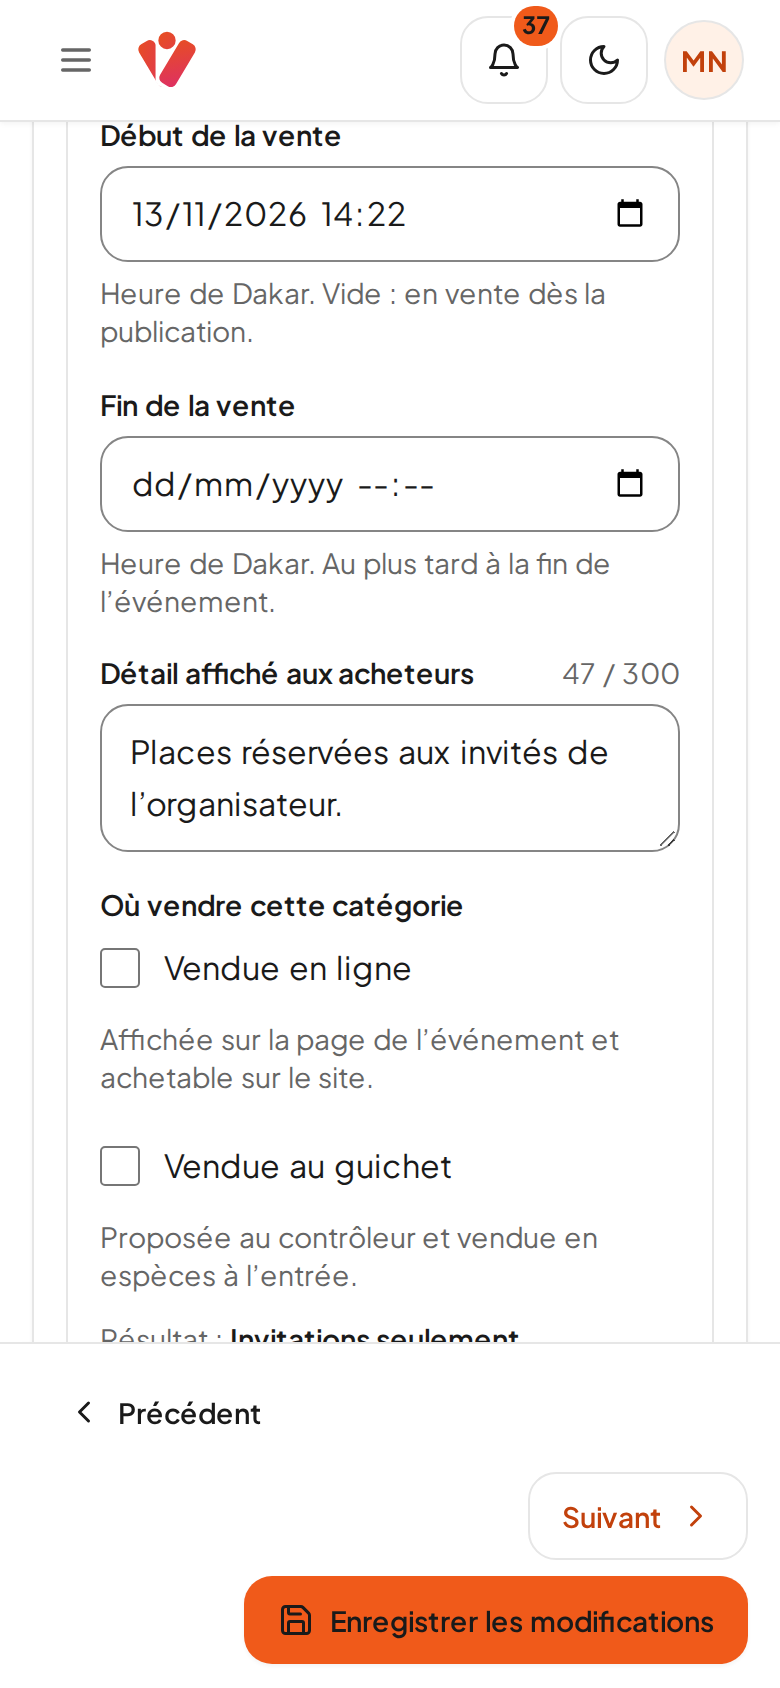 37
MN
Début de la vente
13/11/2026 14:22
Heure de Dakar. Vide : en vente dès la
publication.
Fin de la vente
dd/mm/yyyy --:--
Heure de Dakar. Au plus tard à la fin de
l’événement.
Détail affiché aux acheteurs 47 / 300
Places réservées aux invités de
l’organisateur.
Où vendre cette catégorie
Vendue en ligne
Affichée sur la page de l’événement et
achetable sur le site.
Vendue au guichet
Proposée au contrôleur et vendue en
espèces à l’entrée.
Résultat : Invitations seulement
Précédent
Suivant
Enregistrer les modifications